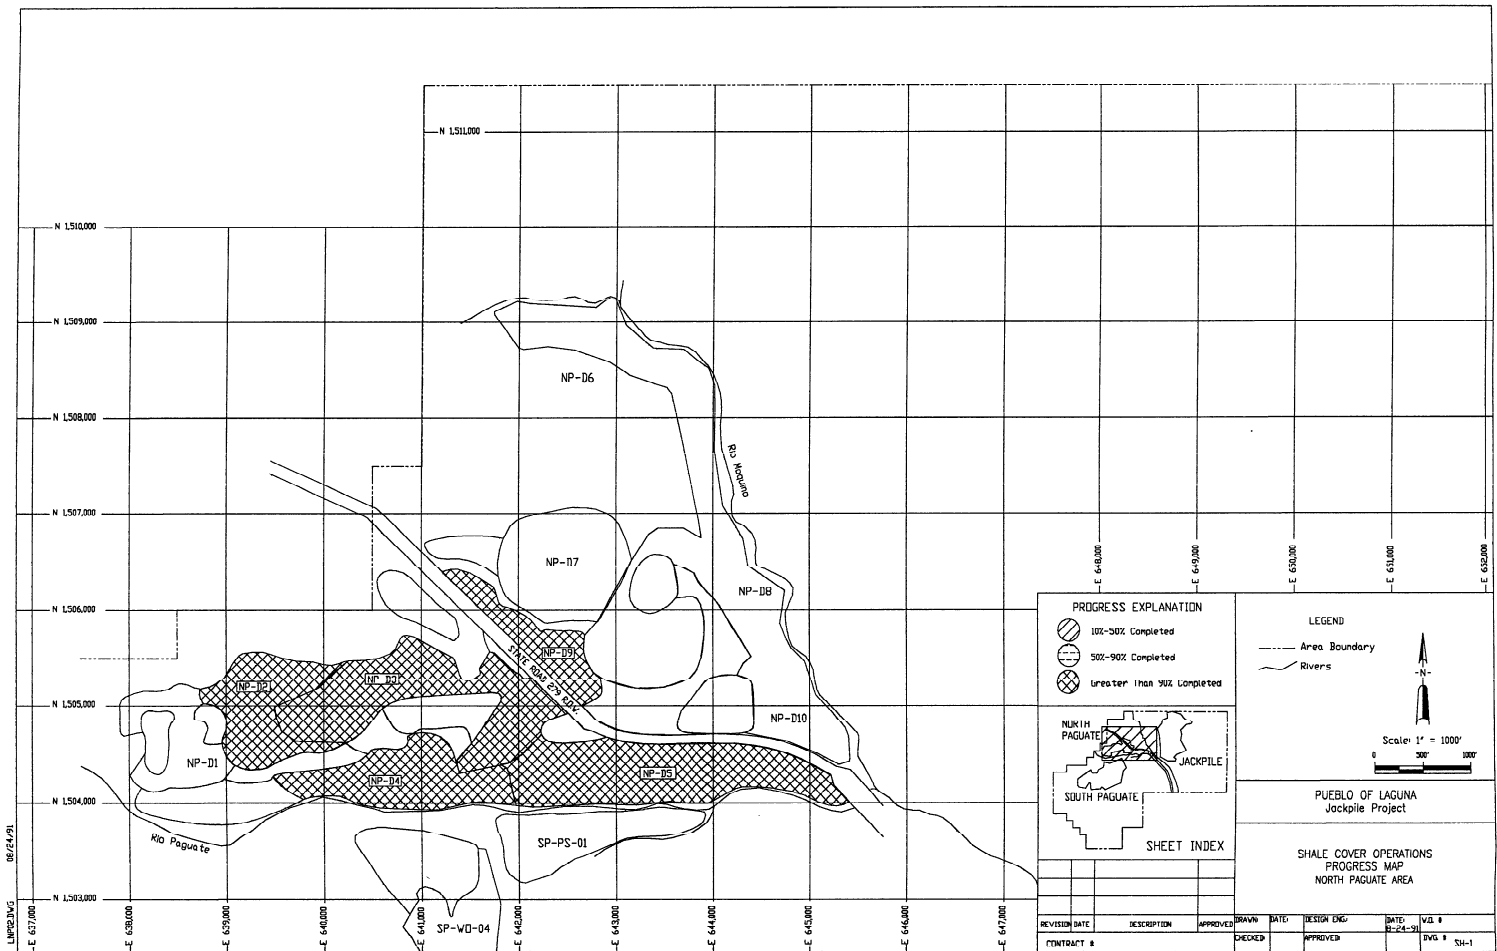 N 1,511,000
N 1,510,000
N 1,509,000
NP-D6
N 1,508,000
Rio Moquino
N 1,507,000
NP-D7
NP-D8
N 1,506,000
STATE ROAD 279 R.O.W.
NP-D9
NP-D2
NP-D3
N 1,505,000
NP-D10
NP-D1
NP-D4
NP-D5
N 1,504,000
Rio Paguate
SP-PS-01
N 1,503,000
SP-WD-04
E 637,000
E 638,000
E 639,000
E 640,000
E 641,000
E 642,000
E 643,000
E 644,000
E 645,000
E 646,000
E 647,000
E 648,000
E 649,000
E 650,000
E 651,000
E 652,000
LNP02.DWG 08/24/91
PROGRESS EXPLANATION
10%-50% Completed
50%-90% Completed
Greater Than 90% Completed
LEGEND
Area Boundary
Rivers
-N-
Scale: 1" = 1000'
0 500' 1000'
NORTH
PAGUATE
JACKPILE
SOUTH PAGUATE
SHEET INDEX
PUEBLO OF LAGUNA
Jackpile Project
SHALE COVER OPERATIONS
PROGRESS MAP
NORTH PAGUATE AREA
REVISION DATE DESCRIPTION APPROVED
CONTRACT #
DRAWN: DATE: DESIGN ENG.: DATE: 8-24-91 W.O. #
CHECKED: APPROVED: DWG. # SH-1